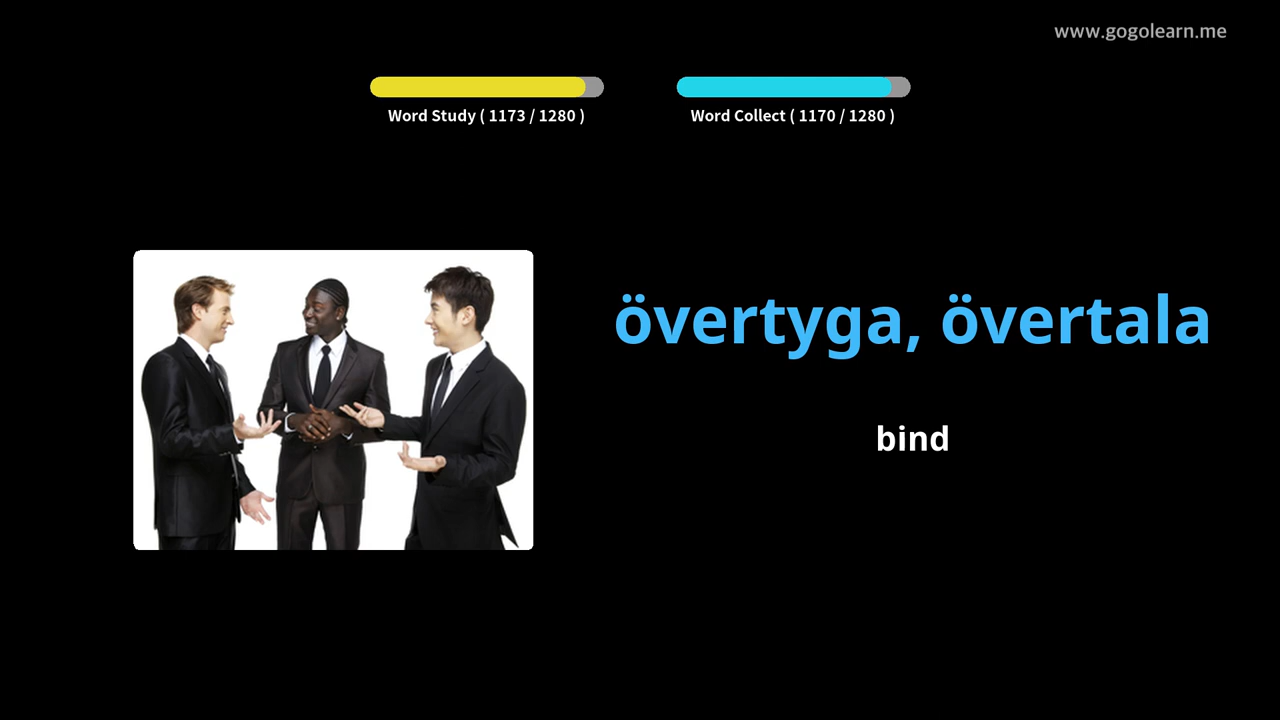 www.gogolearn.me
Word Study ( 1173 / 1280 )
Word Collect ( 1170 / 1280 )
övertyga, övertala
bind